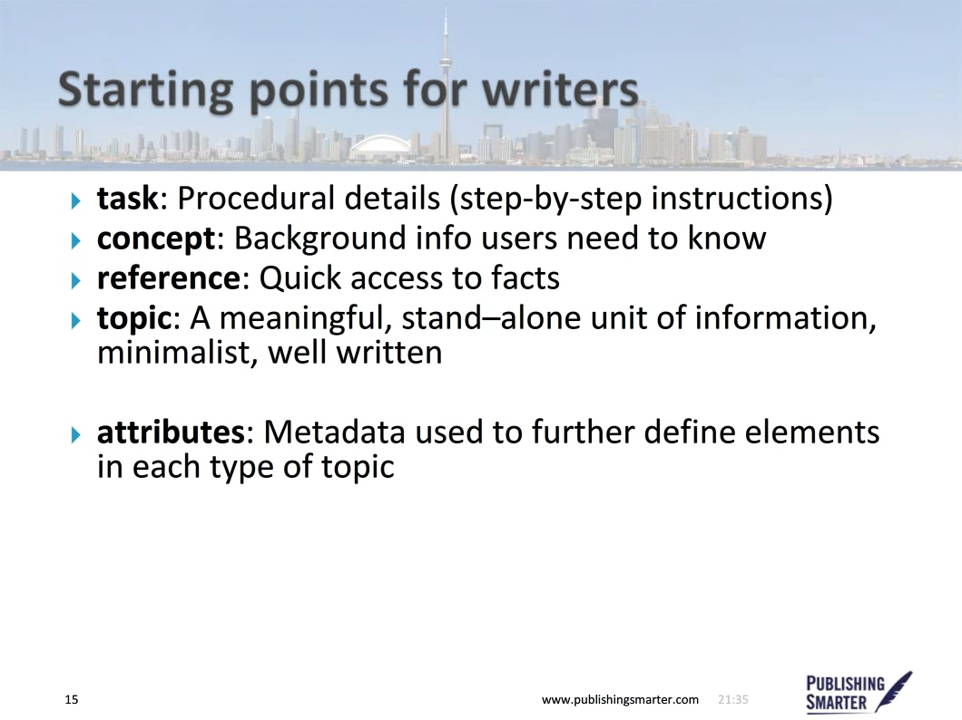 Starting points for writers
task: Procedural details (step-by-step instructions)
concept: Background info users need to know
reference: Quick access to facts
topic: A meaningful, stand–alone unit of information,
minimalist, well written
attributes: Metadata used to further define elements
in each type of topic
15
www.publishingsmarter.com
21:35
PUBLISHING
SMARTER